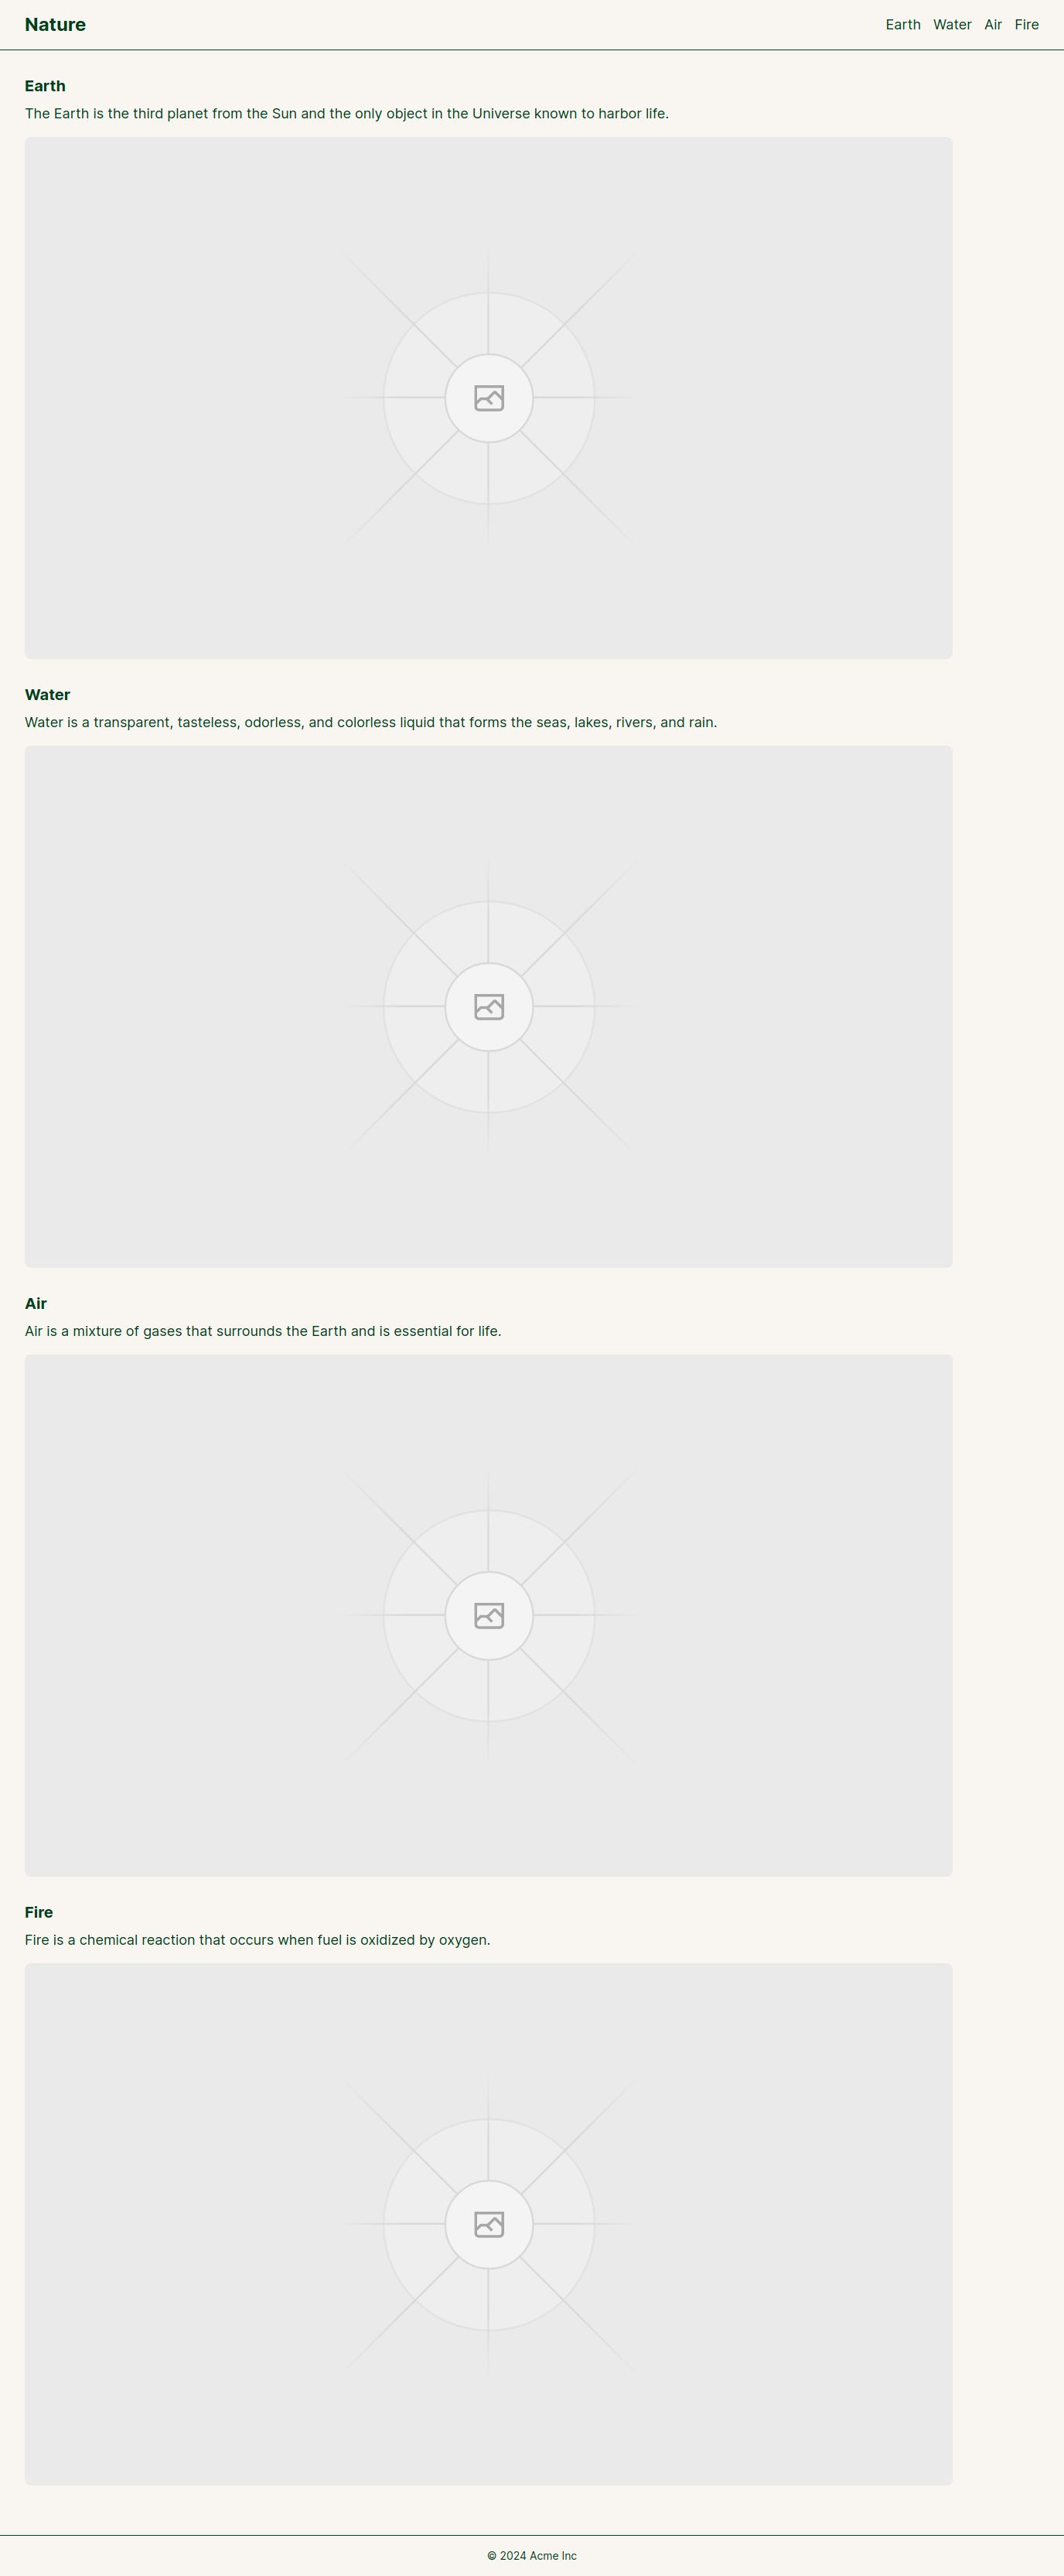 Nature
Earth Water Air Fire
Earth
The Earth is the third planet from the Sun and the only object in the Universe known to harbor life.
Water
Water is a transparent, tasteless, odorless, and colorless liquid that forms the seas, lakes, rivers, and rain.
Air
Air is a mixture of gases that surrounds the Earth and is essential for life.
Fire
Fire is a chemical reaction that occurs when fuel is oxidized by oxygen.
© 2024 Acme Inc